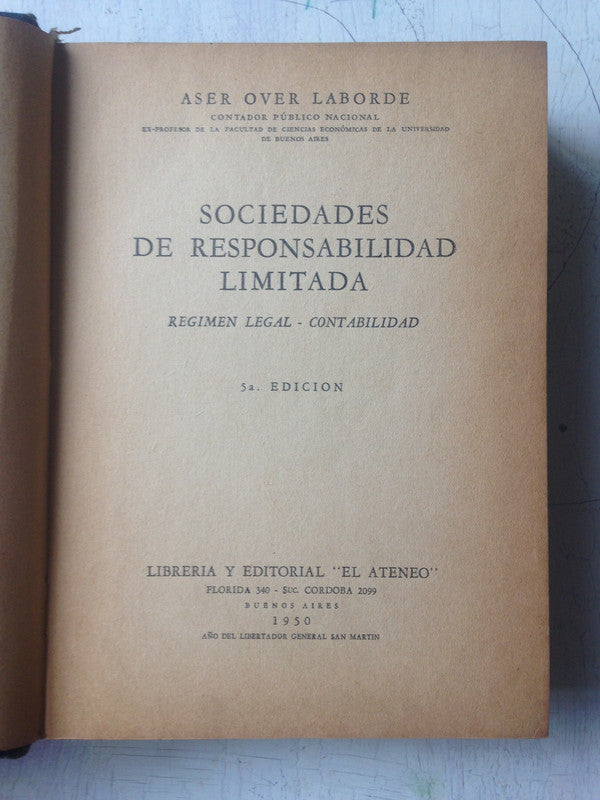 ASER OVER LABORDE
CONTADOR PÚBLICO NACIONAL
EX-PROFESOR DE LA FACULTAD DE CIENCIAS ECONÓMICAS DE LA UNIVERSIDAD
DE BUENOS AIRES
SOCIEDADES
DE RESPONSABILIDAD
LIMITADA
REGIMEN LEGAL - CONTABILIDAD
5a. EDICION
LIBRERIA Y EDITORIAL "EL ATENEO"
FLORIDA 340 - Suc. CORDOBA 2099
BUENOS AIRES
1950
AÑO DEL LIBERTADOR GENERAL SAN MARTIN